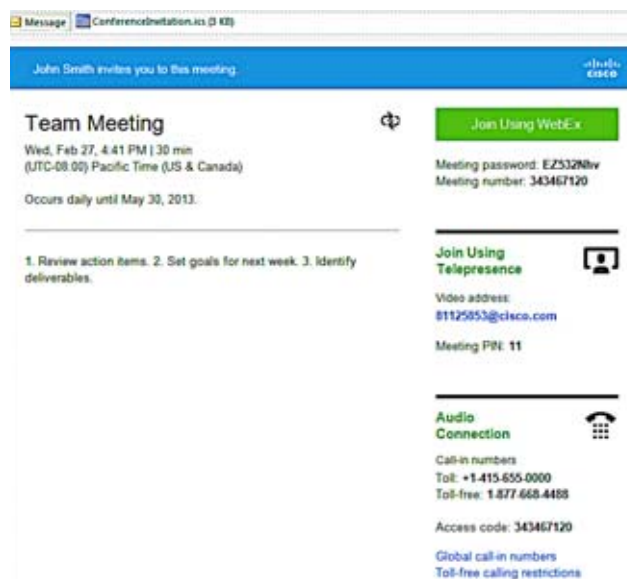 Message ConferenceInvitation.ics (3 KB)
John Smith invites you to this meeting.
cisco
Team Meeting
Wed, Feb 27, 4:41 PM | 30 min
(UTC-08:00) Pacific Time (US & Canada)
Occurs daily until May 30, 2013.
1. Review action items. 2. Set goals for next week. 3. Identify
deliverables.
Join Using WebEx
Meeting password: EZ532Nhv
Meeting number: 343467120
Join Using
Telepresence
Video address:
81125853@cisco.com
Meeting PIN: 11
Audio
Connection
Call-in numbers
Toll: +1-415-655-0000
Toll-free: 1-877-668-4488
Access code: 343467120
Global call-in numbers
Toll-free calling restrictions